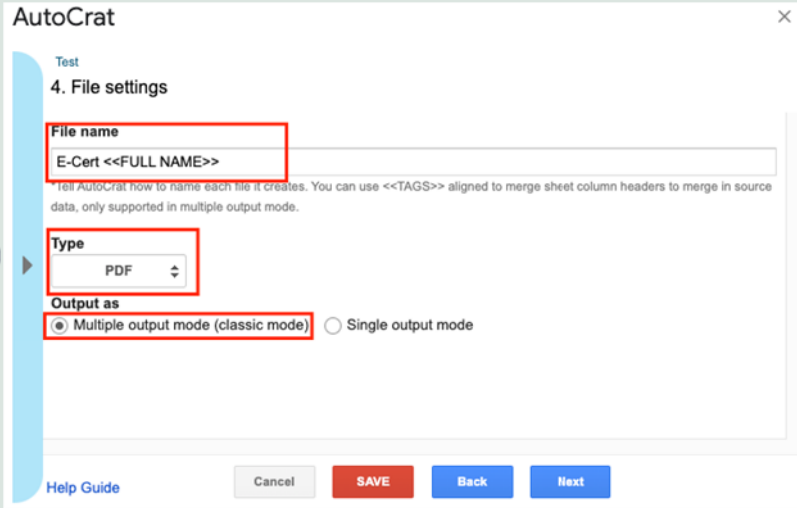 AutoCrat
Test
4. File settings
File name
E-Cert <<FULL NAME>>
*Tell AutoCrat how to name each file it creates. You can use <<TAGS>> aligned to merge sheet column headers to merge in source
data, only supported in multiple output mode.
Type
PDF
Output as
Multiple output mode (classic mode) Single output mode
Help Guide Cancel SAVE Back Next